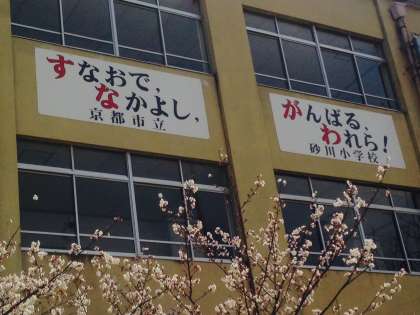 すなおで、
なかよし、
京都市立
がんばる、
われら!
砂川小学校